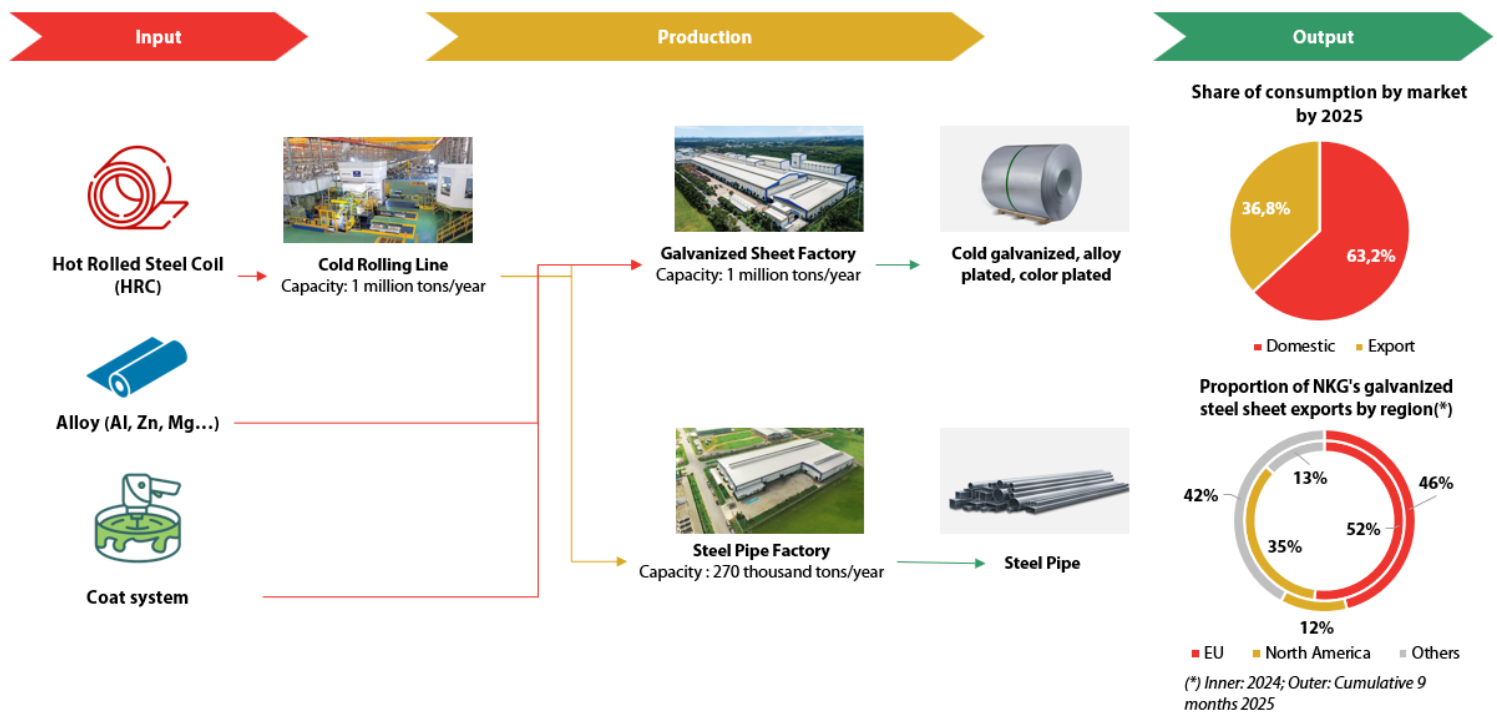 Input
Production
Output
Hot Rolled Steel Coil
(HRC)
Cold Rolling Line
Capacity: 1 million tons/year
Galvanized Sheet Factory
Capacity: 1 million tons/year
Cold galvanized, alloy
plated, color plated
Alloy (Al, Zn, Mg...)
Coat system
Steel Pipe Factory
Capacity : 270 thousand tons/year
Steel Pipe
Share of consumption by market
by 2025
36,8%
63,2%
Domestic
Export
Proportion of NKG's galvanized
steel sheet exports by region(*)
13%
42%
46%
52%
35%
12%
EU
North America
Others
(*) Inner: 2024; Outer: Cumulative 9
months 2025